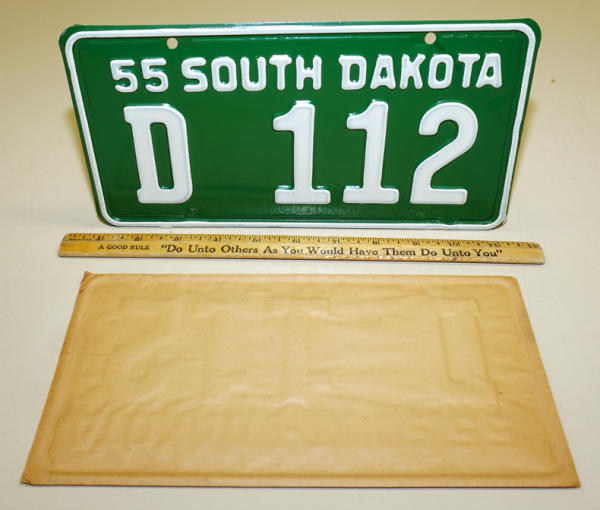 55 SOUTH DAKOTA
D 112
A GOOD RULE "Do Unto Others As You Would Have Them Do Unto You"